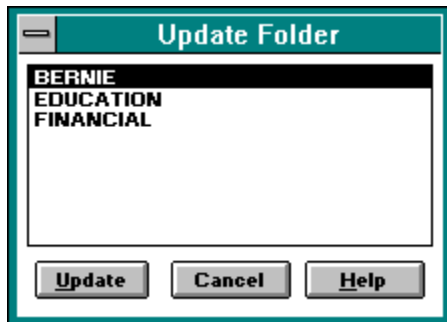 Update Folder
BERNIE
EDUCATION
FINANCIAL
Update Cancel Help